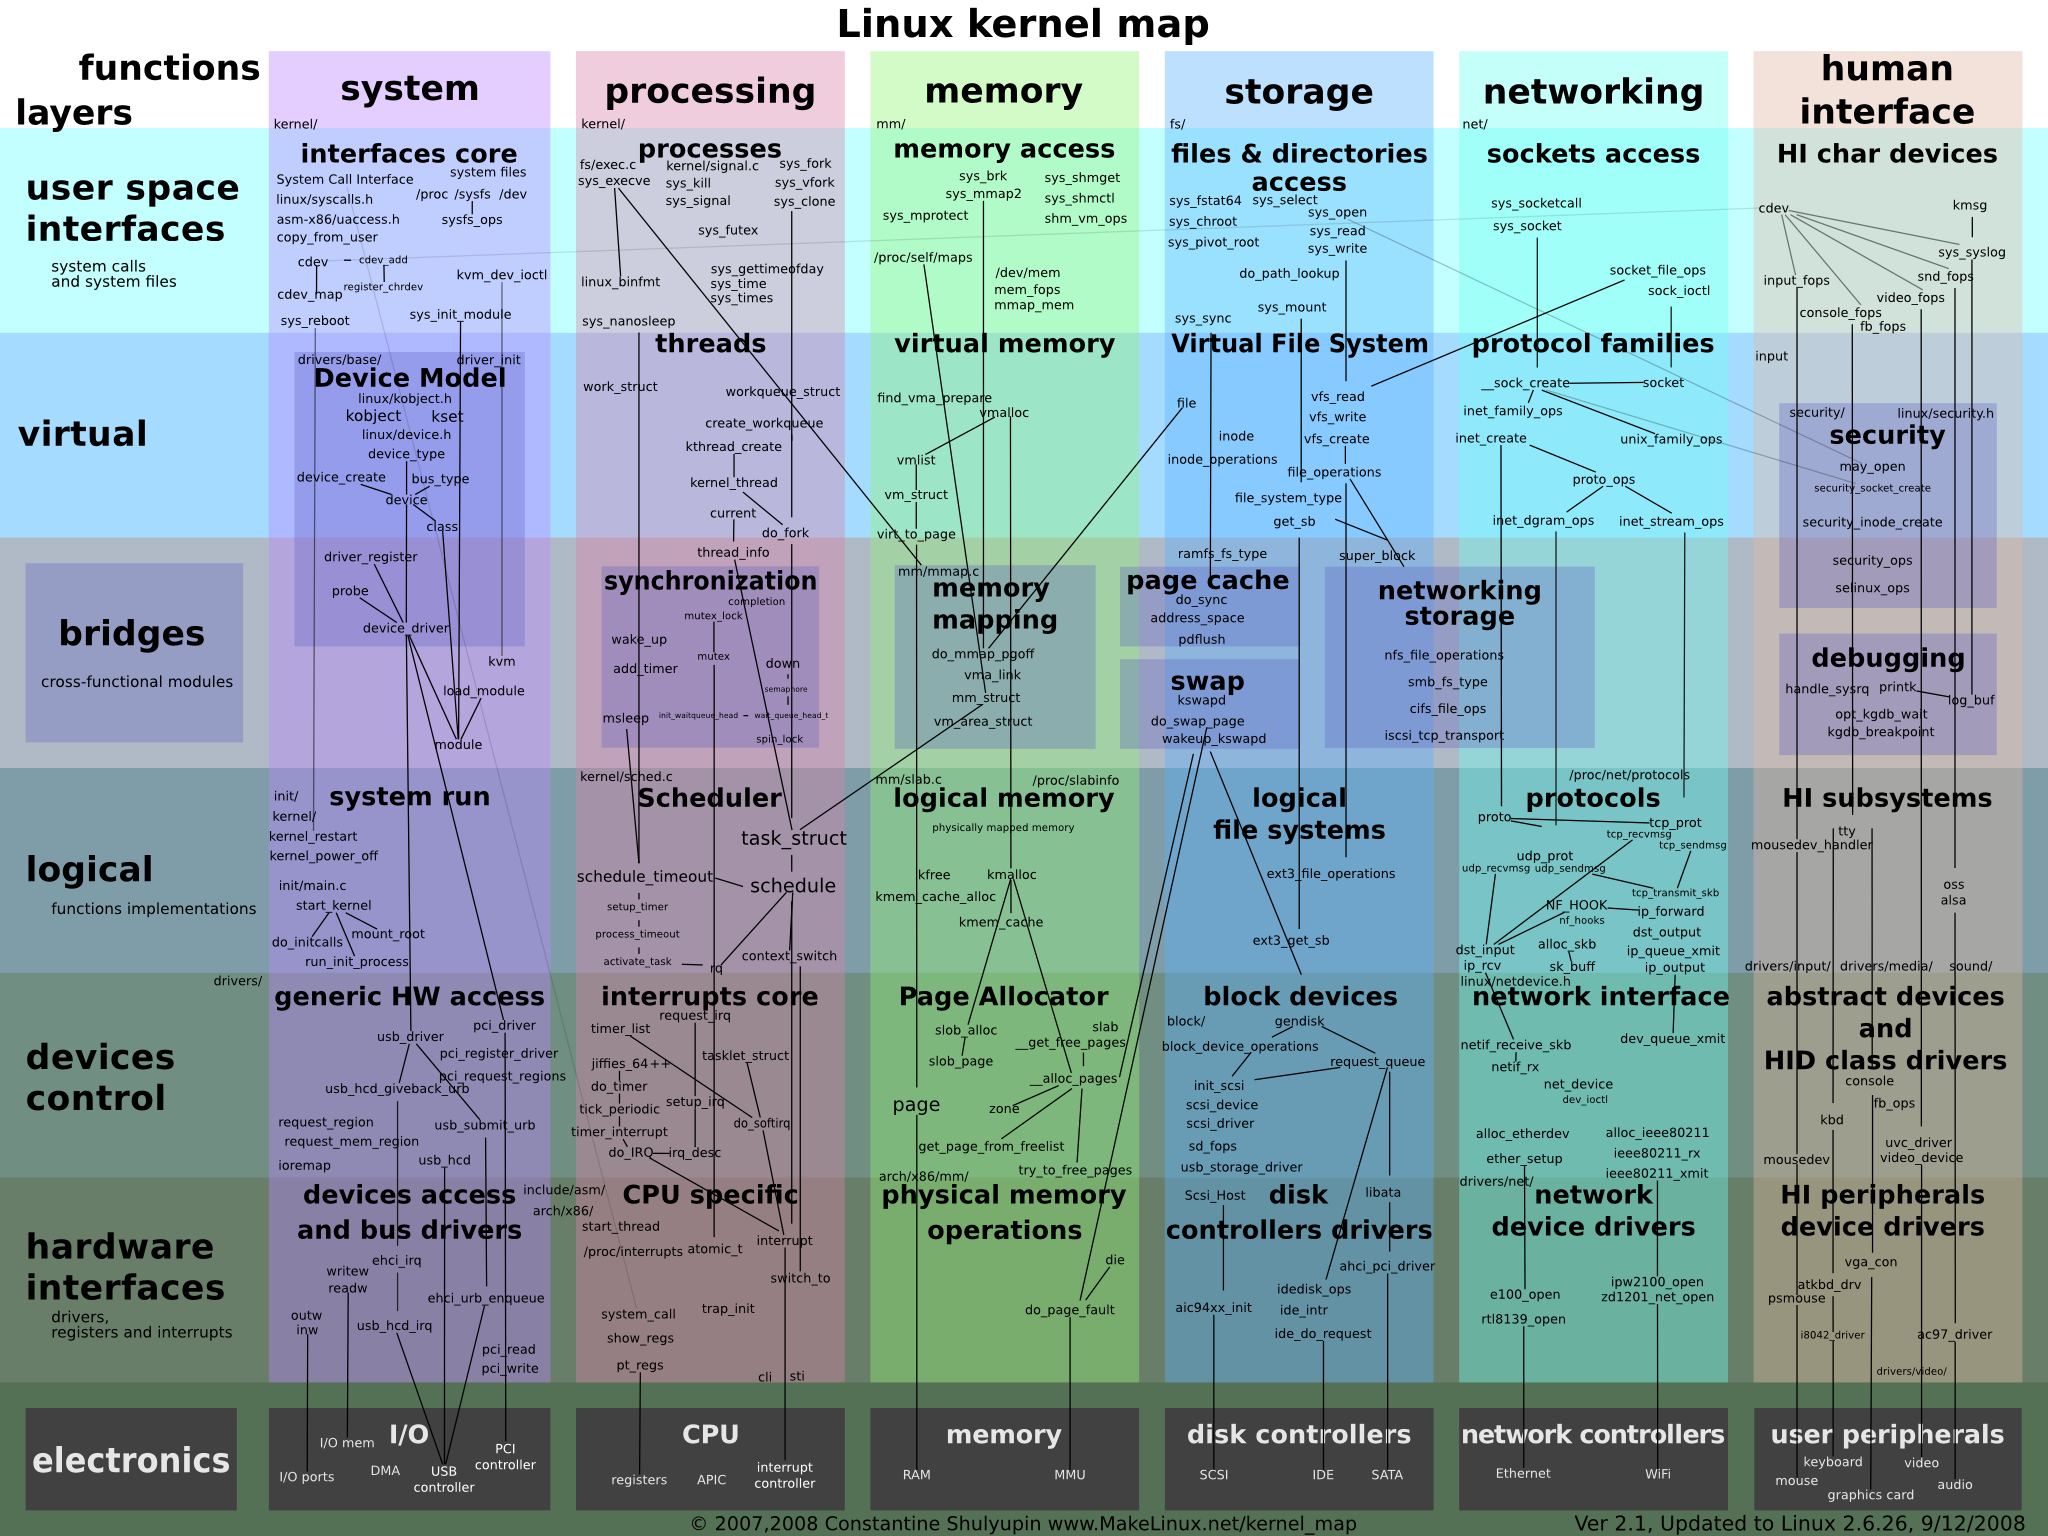 Linux kernel map
functions
layers
system
kernel/
processing
kernel/
memory
mm/
storage
fs/
networking
net/
human
interface
user space
interfaces
system calls
and system files
interfaces core
System Call Interface
system files
linux/syscalls.h
/proc /sysfs /dev
asm-x86/uaccess.h
sysfs_ops
copy_from_user
cdev
cdev_add
kvm_dev_ioctl
cdev_map
register_chrdev
sys_reboot
sys_init_module
processes
fs/exec.c
kernel/signal.c
sys_fork
sys_execve
sys_kill
sys_vfork
sys_signal
sys_clone
sys_futex
linux_binfmt
sys_gettimeofday
sys_time
sys_times
sys_nanosleep
memory access
sys_brk
sys_shmget
sys_mmap2
sys_shmctl
sys_mprotect
shm_vm_ops
/proc/self/maps
/dev/mem
mem_fops
mmap_mem
files & directories
access
sys_fstat64
sys_select
sys_chroot
sys_open
sys_read
sys_pivot_root
sys_write
do_path_lookup
sys_mount
sys_sync
sockets access
sys_socketcall
sys_socket
socket_file_ops
sock_ioctl
HI char devices
cdev
kmsg
sys_syslog
input_fops
snd_fops
video_fops
console_fops
fb_fops
virtual
drivers/base/
driver_init
Device Model
linux/kobject.h
kobject
kset
linux/device.h
device_type
device_create
bus_type
device
class
driver_register
probe
device_driver
kvm
load_module
module
threads
work_struct
workqueue_struct
create_workqueue
kthread_create
kernel_thread
current
do_fork
thread_info
virtual memory
find_vma_prepare
vmalloc
vmlist
vm_struct
virt_to_page
Virtual File System
file
vfs_read
vfs_write
inode
vfs_create
inode_operations
file_operations
file_system_type
get_sb
ramfs_fs_type
super_block
protocol families
__sock_create
socket
inet_family_ops
inet_create
unix_family_ops
proto_ops
inet_dgram_ops
inet_stream_ops
input
security/
linux/security.h
security
may_open
security_socket_create
security_inode_create
security_ops
selinux_ops
bridges
cross-functional modules
synchronization
completion
mutex_lock
wake_up
mutex
add_timer
down
semaphore
msleep
init_waitqueue_head
wait_queue_head_t
spin_lock
mm/mmap.c
memory
mapping
do_mmap_pgoff
vma_link
mm_struct
vm_area_struct
page cache
do_sync
address_space
pdflush
swap
kswapd
do_swap_page
wakeup_kswapd
networking
storage
nfs_file_operations
smb_fs_type
cifs_file_ops
iscsi_tcp_transport
debugging
handle_sysrq
printk
log_buf
opt_kgdb_wait
kgdb_breakpoint
logical
functions implementations
init/
system run
kernel/
kernel_restart
kernel_power_off
init/main.c
start_kernel
do_initcalls
mount_root
run_init_process
kernel/sched.c
Scheduler
task_struct
schedule_timeout
schedule
setup_timer
process_timeout
activate_task
context_switch
rq
mm/slab.c
/proc/slabinfo
logical memory
physically mapped memory
kfree
kmalloc
kmem_cache_alloc
kmem_cache
logical
file systems
ext3_file_operations
ext3_get_sb
/proc/net/protocols
protocols
proto
tcp_prot
tcp_recvmsg
tcp_sendmsg
udp_prot
udp_recvmsg
udp_sendmsg
tcp_transmit_skb
NF_HOOK
ip_forward
nf_hooks
dst_output
dst_input
alloc_skb
ip_queue_xmit
ip_rcv
sk_buff
ip_output
HI subsystems
tty
mousedev_handler
oss
alsa
drivers/input/
drivers/media/
sound/
devices
control
drivers/
generic HW access
usb_driver
pci_driver
pci_register_driver
pci_request_regions
usb_hcd_giveback_urb
request_region
usb_submit_urb
request_mem_region
usb_hcd
ioremap
interrupts core
request_irq
timer_list
jiffies_64++
tasklet_struct
do_timer
setup_irq
tick_periodic
do_softirq
timer_interrupt
do_IRQ
irq_desc
Page Allocator
slob_alloc
slab
__get_free_pages
slob_page
__alloc_pages
page
zone
get_page_from_freelist
try_to_free_pages
arch/x86/mm/
block devices
block/
gendisk
block_device_operations
request_queue
init_scsi
scsi_device
scsi_driver
sd_fops
usb_storage_driver
linux/netdevice.h
network interface
netif_receive_skb
dev_queue_xmit
netif_rx
net_device
dev_ioctl
alloc_etherdev
alloc_ieee80211
ether_setup
ieee80211_rx
ieee80211_xmit
drivers/net/
abstract devices
and
HID class drivers
console
fb_ops
kbd
uvc_driver
mousedev
video_device
hardware
interfaces
drivers,
registers and interrupts
devices access
and bus drivers
ehci_irq
writew
readw
ehci_urb_enqueue
outw
inw
usb_hcd_irq
pci_read
pci_write
include/asm/
arch/x86/
CPU specific
start_thread
/proc/interrupts
atomic_t
interrupt
switch_to
system_call
trap_init
show_regs
pt_regs
cli
sti
physical memory
operations
die
do_page_fault
Scsi_Host
disk
libata
controllers drivers
ahci_pci_driver
idedisk_ops
aic94xx_init
ide_intr
ide_do_request
network
device drivers
ipw2100_open
e100_open
zd1201_net_open
rtl8139_open
HI peripherals
device drivers
vga_con
atkbd_drv
psmouse
i8042_driver
ac97_driver
drivers/video/
electronics
I/O
I/O mem
PCI
controller
I/O ports
DMA
USB
controller
CPU
registers
APIC
interrupt
controller
memory
RAM
MMU
disk controllers
SCSI
IDE
SATA
network controllers
Ethernet
WiFi
user peripherals
keyboard
video
mouse
audio
graphics card
© 2007,2008 Constantine Shulyupin www.MakeLinux.net/kernel_map
Ver 2.1, Updated to Linux 2.6.26, 9/12/2008